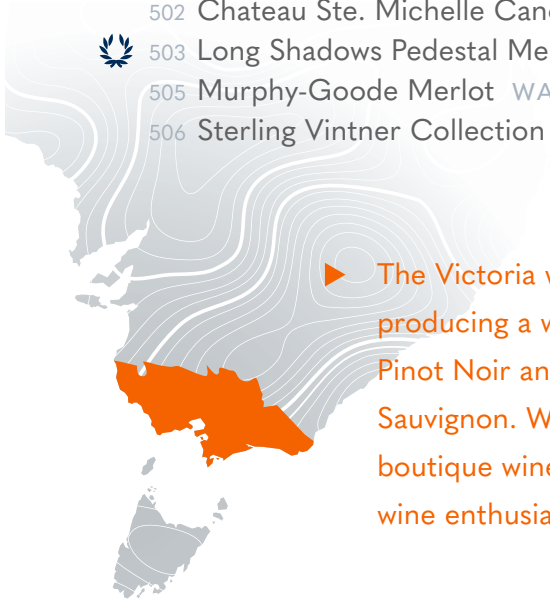 502 Chateau Ste. Michelle
503 Long Shadows Pedestal
505 Murphy-Goode Merlot WA
506 Sterling Vintner Collection
The Victoria
producing a
Pinot Noir
Sauvignon.
boutique
wine